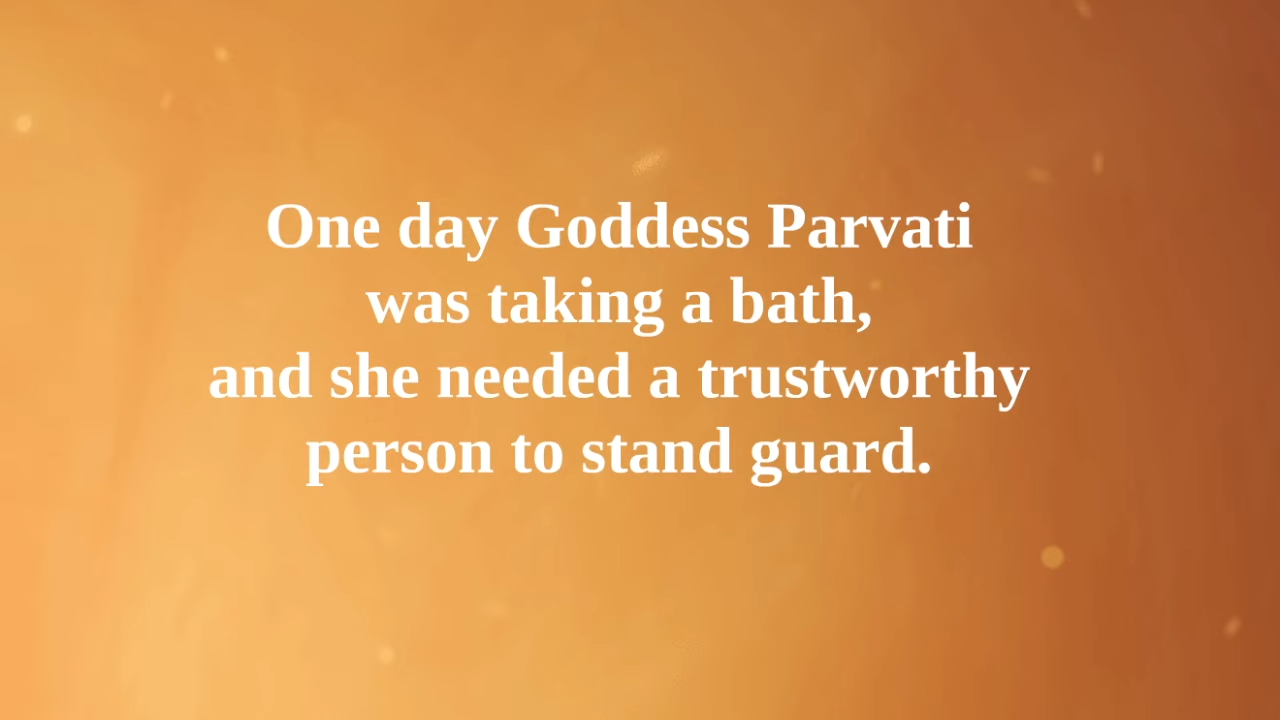 One day Goddess Parvati
was taking a bath,
and she needed a trustworthy
person to stand guard.